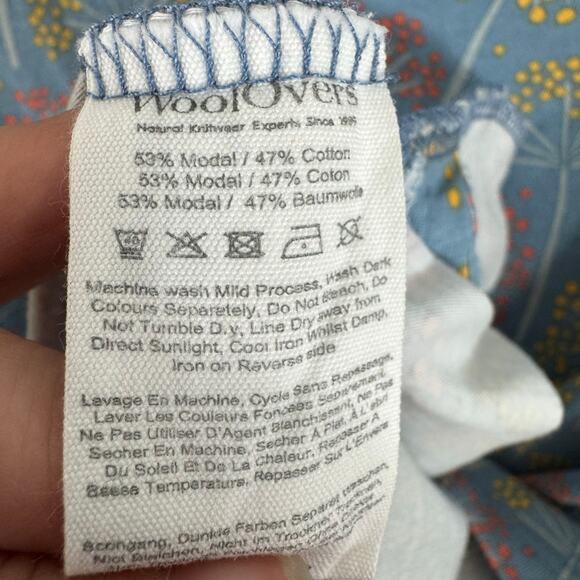 WoolOvers
Natural Knitwear Experts Since 1989
53% Modal / 47% Cotton
53% Modal / 47% Coton
53% Modal / 47% Baumwolle
Machine wash Mild Process, Wash Dark
Colours Separately, Do Not Bleach, Do
Not Tumble Dry, Line Dry away from
Direct Sunlight, Cool Iron Whilst Damp,
Iron on Reverse side
Lavage En Machine, Cycle Sans Repassage,
Laver Les Couleurs Foncees Separement,
Ne Pas Utiliser D'Agent Blanchissant, Ne Pas
Secher En Machine, Secher A Plat, A L'abri
Du Soleil Et De La chaleur, Repasser A
Basse Temperature, Repasser Sur L'Envers
Schongang, Dunkle Farben Separat waschen,
Nicht Bleichen, Nicht im Trockner Trocknen,